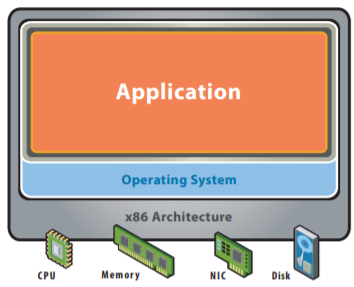 Application
Operating System
x86 Architecture
CPU
Memory
NIC
Disk